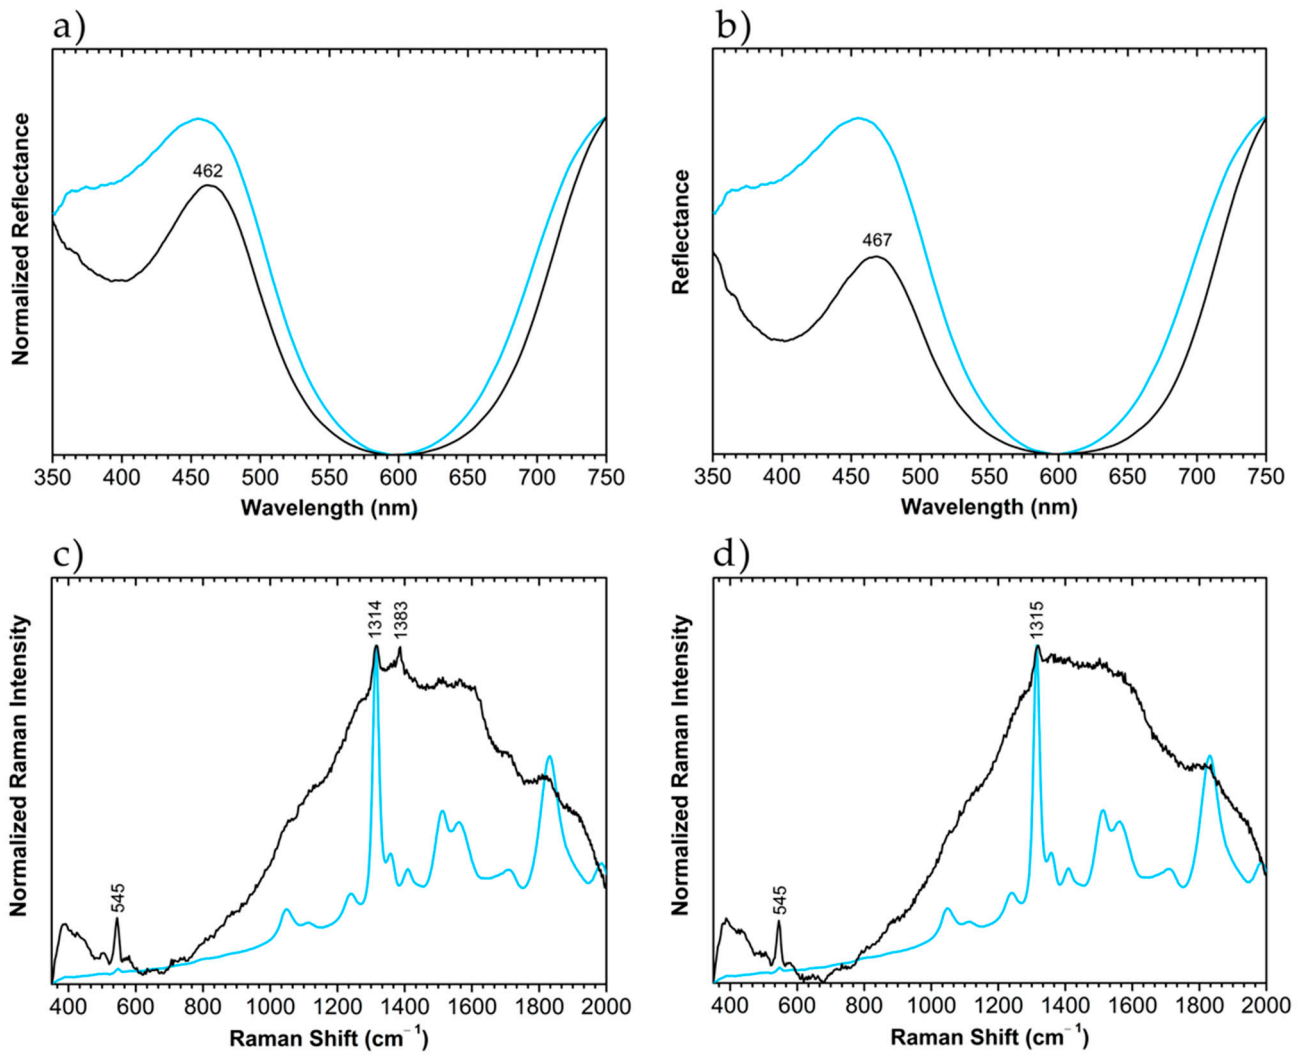 a)
Normalized Reflectance
462
350 400 450 500 550 600 650 700 750
Wavelength (nm)
b)
Reflectance
467
350 400 450 500 550 600 650 700 750
Wavelength (nm)
c)
Normalized Raman Intensity
1314
1383
545
400 600 800 1000 1200 1400 1600 1800 2000
Raman Shift (cm⁻¹)
d)
Normalized Raman Intensity
1315
545
400 600 800 1000 1200 1400 1600 1800 2000
Raman Shift (cm⁻¹)